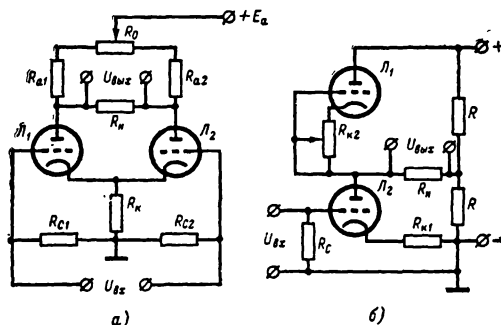 + Eа
R₀
Rа1
Uвых
Rа2
Rн
Л₁
Л₂
Rк
RС1
RС2
Uвх
а)
+
Л₁
Rк2
R
Uвых
Л₂
Rн
R
Uвх
RС
Rк1
−
б)